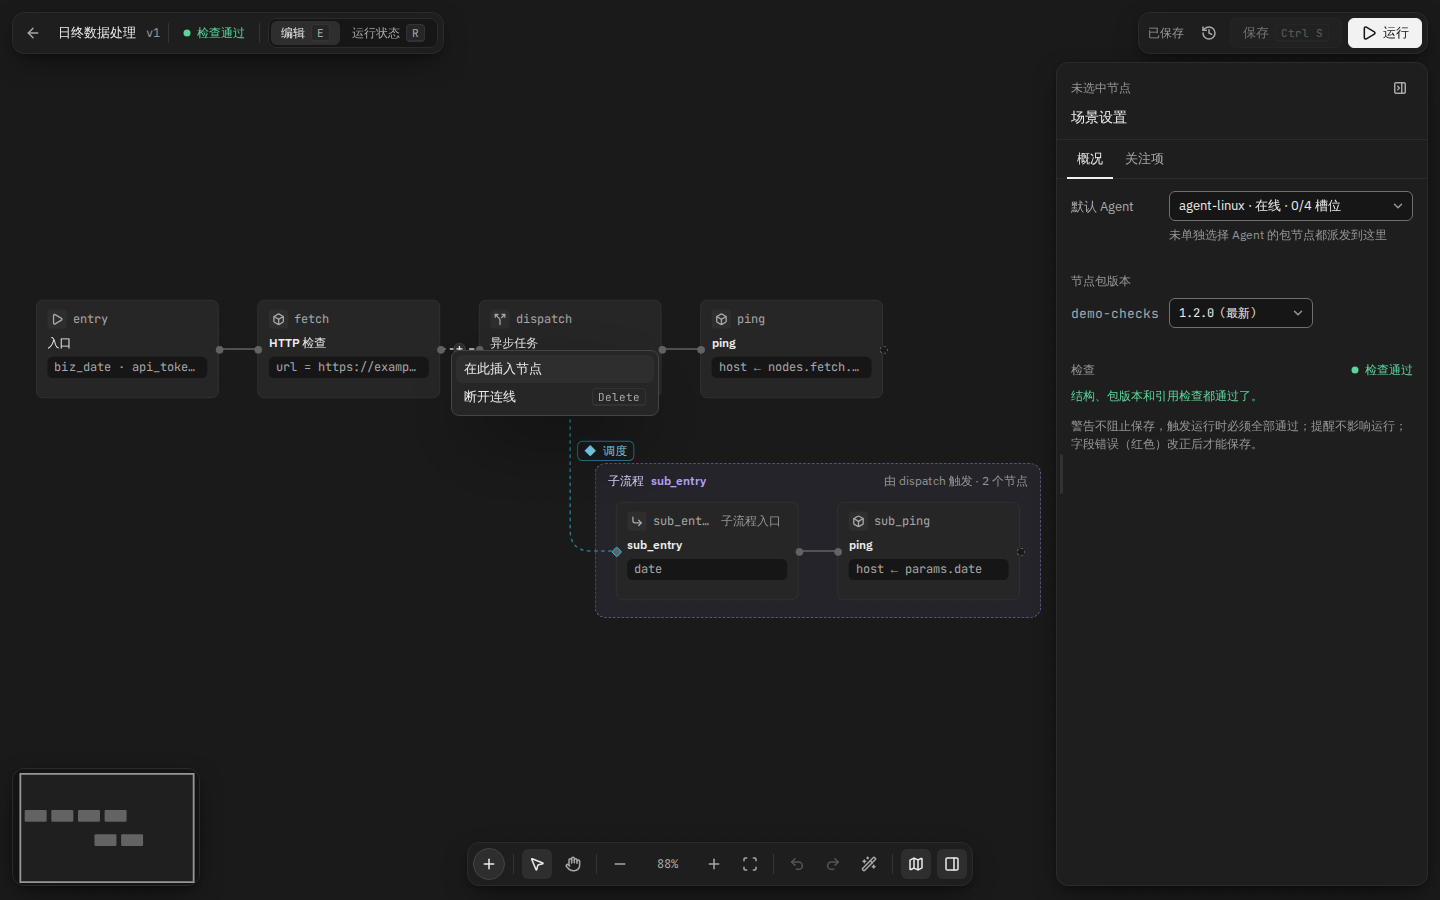 日终数据处理 v1 检查通过 编辑 E 运行状态 R
已保存 保存 Ctrl S 运行
未选中节点
场景设置
概况 关注项
默认 Agent agent-linux · 在线 · 0/4 槽位
未单独选择 Agent 的包节点都派发到这里
节点包版本
demo-checks 1.2.0 (最新)
检查 检查通过
结构、包版本和引用检查都通过了。
警告不阻止保存，触发运行时必须全部通过；提醒不影响运行；
字段错误（红色）改正后才能保存。
entry
入口
biz_date · api_toke…
fetch
HTTP 检查
url = https://examp…
dispatch
异步任务
ping
ping
host ← nodes.fetch.…
在此插入节点
断开连线 Delete
调度
子流程 sub_entry 由 dispatch 触发 · 2 个节点
sub_ent… 子流程入口
sub_entry
date
sub_ping
ping
host ← params.date
88%